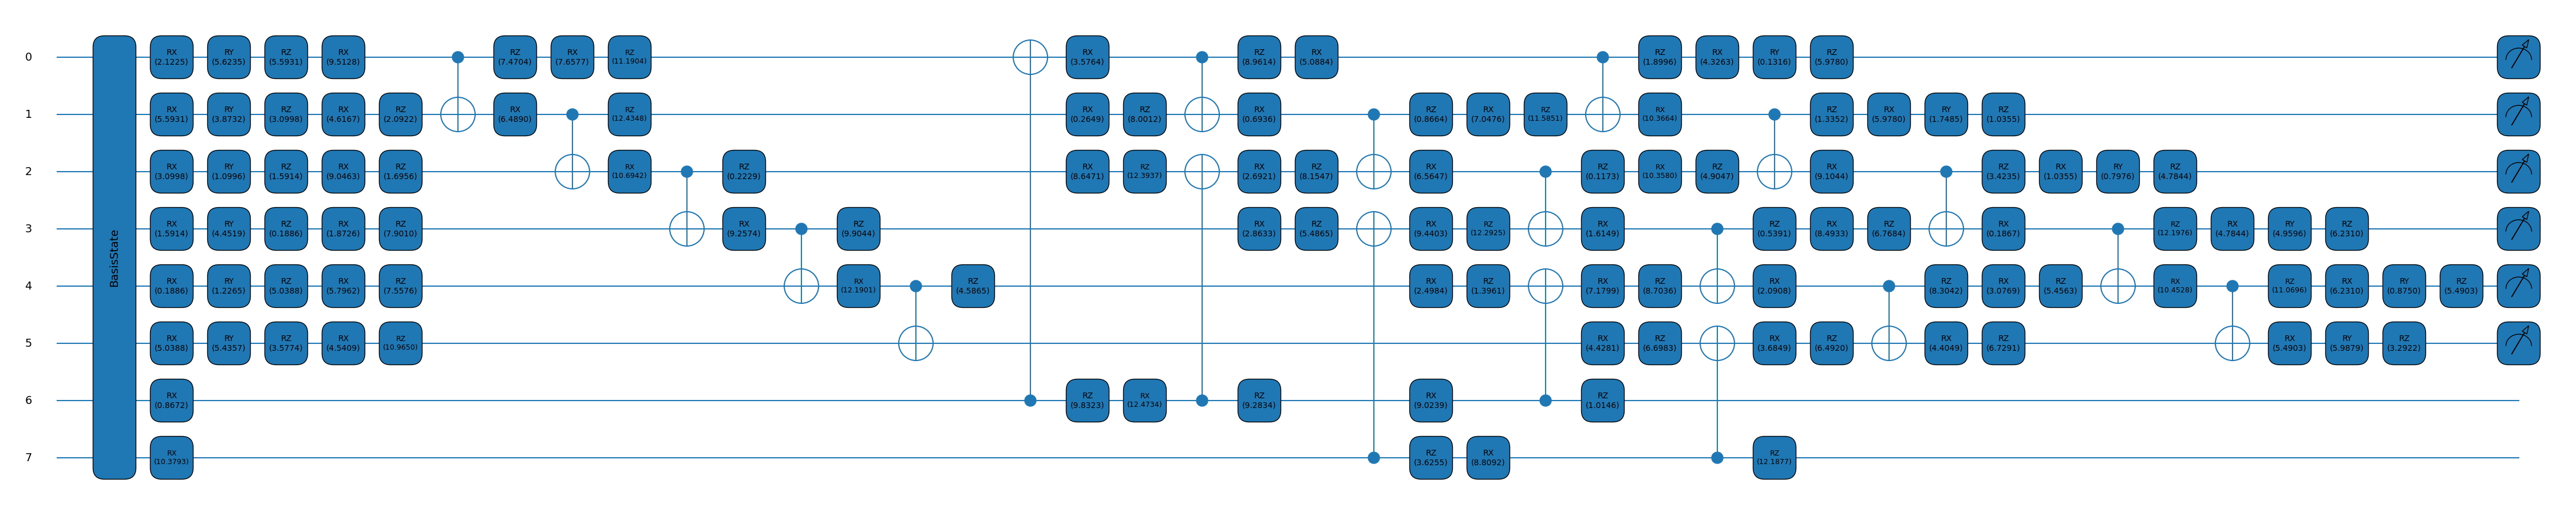 0 RX (2.1225) RY (5.6235) RZ (5.5931) RX (9.5128) RZ (7.4704) RX (7.6577) RZ (11.1904) RX (3.5764) RZ (8.9614) RX (5.0884) RZ (1.8996) RX (4.3263) RY (0.1316) RZ (5.9780)
1 RX (5.5931) RY (3.8732) RZ (3.0998) RX (4.6167) RZ (2.0922) RX (6.4890) RZ (12.4348) RX (0.2649) RZ (8.0012) RX (0.6936) RZ (0.8664) RX (7.0476) RZ (11.5851) RX (10.3664) RZ (1.3352) RX (5.9780) RY (1.7485) RZ (1.0355)
2 RX (3.0998) RY (1.0996) RZ (1.5914) RX (9.0463) RZ (1.6956) RX (10.6942) RZ (0.2229) RX (8.6471) RZ (12.3937) RX (2.6921) RZ (8.1547) RX (6.5647) RZ (0.1173) RX (10.3580) RZ (4.9047) RX (9.1044) RZ (3.4235) RX (1.0355) RY (0.7976) RZ (4.7844)
3 RX (1.5914) RY (4.4519) RZ (0.1886) RX (1.8726) RZ (7.9010) RX (9.2574) RZ (9.9044) RX (2.8633) RZ (5.4865) RX (9.4403) RZ (12.2925) RX (1.6149) RZ (0.5391) RX (8.4933) RZ (6.7684) RX (0.1867) RZ (12.1976) RX (4.7844) RY (4.9596) RZ (6.2310)
BasisState
4 RX (0.1886) RY (1.2265) RZ (5.0388) RX (5.7962) RZ (7.5576) RX (12.1901) RZ (4.5865) RX (2.4984) RZ (1.3961) RX (7.1799) RZ (8.7036) RX (2.0908) RZ (8.3042) RX (3.0769) RZ (5.4563) RX (10.4528) RZ (11.0696) RX (6.2310) RY (0.8750) RZ (5.4903)
5 RX (5.0388) RY (5.4357) RZ (3.5774) RX (4.5409) RZ (10.9650) RX (4.4281) RZ (6.6983) RX (3.6849) RZ (6.4920) RX (4.4049) RZ (6.7291) RX (5.4903) RY (5.9879) RZ (3.2922)
6 RX (0.8672) RZ (9.8323) RX (12.4734) RZ (9.2834) RX (9.0239) RZ (1.0146)
7 RX (10.3793) RZ (3.6255) RX (8.8092) RZ (12.1877)